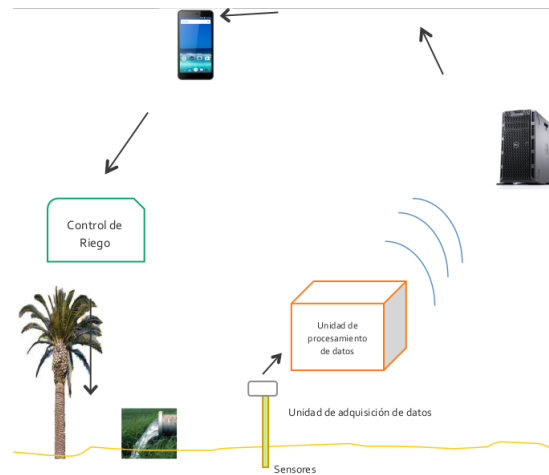 Control de
Riego
Unidad de
procesamiento
de datos
Unidad de adquisición de datos
Sensores